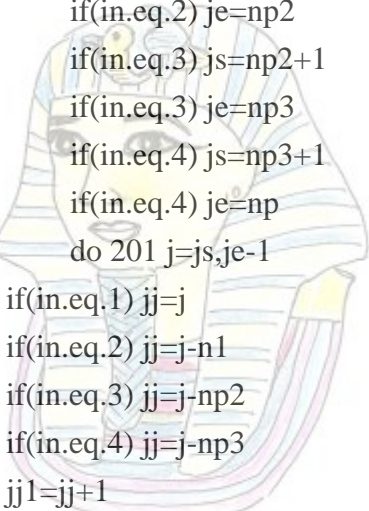 if(in.eq.2) je=np2
if(in.eq.3) js=np2+1
if(in.eq.3) je=np3
if(in.eq.4) js=np3+1
if(in.eq.4) je=np
do 201 j=js,je-1
if(in.eq.1) jj=j
if(in.eq.2) jj=j-n1
if(in.eq.3) jj=j-np2
if(in.eq.4) jj=j-np3
jj1=jj+1